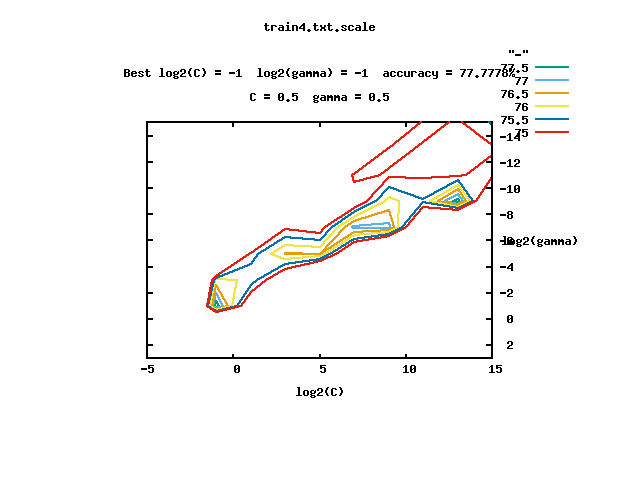 train4.txt.scale
"-"
Best log2(C) = -1  log2(gamma) = -1  accuracy = 77.7778%
C = 0.5  gamma = 0.5
77.5
77
76.5
76
75.5
75
-14
-12
-10
-8
-6
log2(gamma)
-4
-2
0
2
-5 0 5 10 15
log2(C)